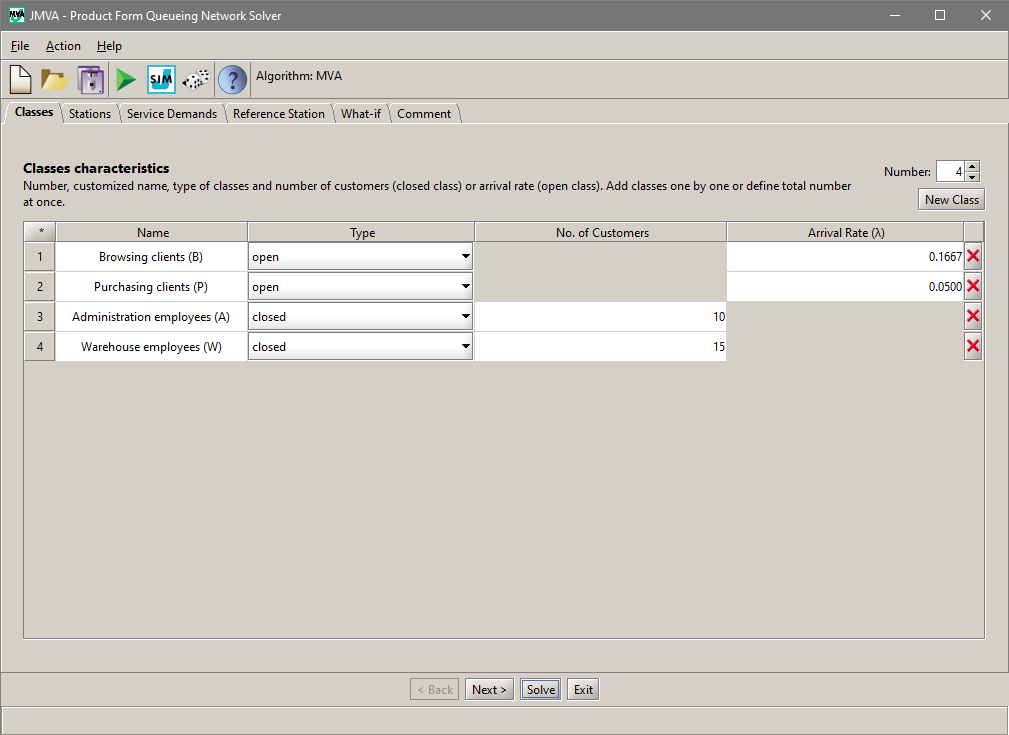 JMVA - Product Form Queueing Network Solver
File Action Help
SIM
?
Algorithm: MVA
Classes Stations Service Demands Reference Station What-if Comment
Classes characteristics
Number, customized name, type of classes and number of customers (closed class) or arrival rate (open class). Add classes one by one or define total number
at once.
Number: 4
New Class
* Name Type No. of Customers Arrival Rate (λ)
1 Browsing clients (B) open 0.1667
2 Purchasing clients (P) open 0.0500
3 Administration employees (A) closed 10
4 Warehouse employees (W) closed 15
< Back Next > Solve Exit